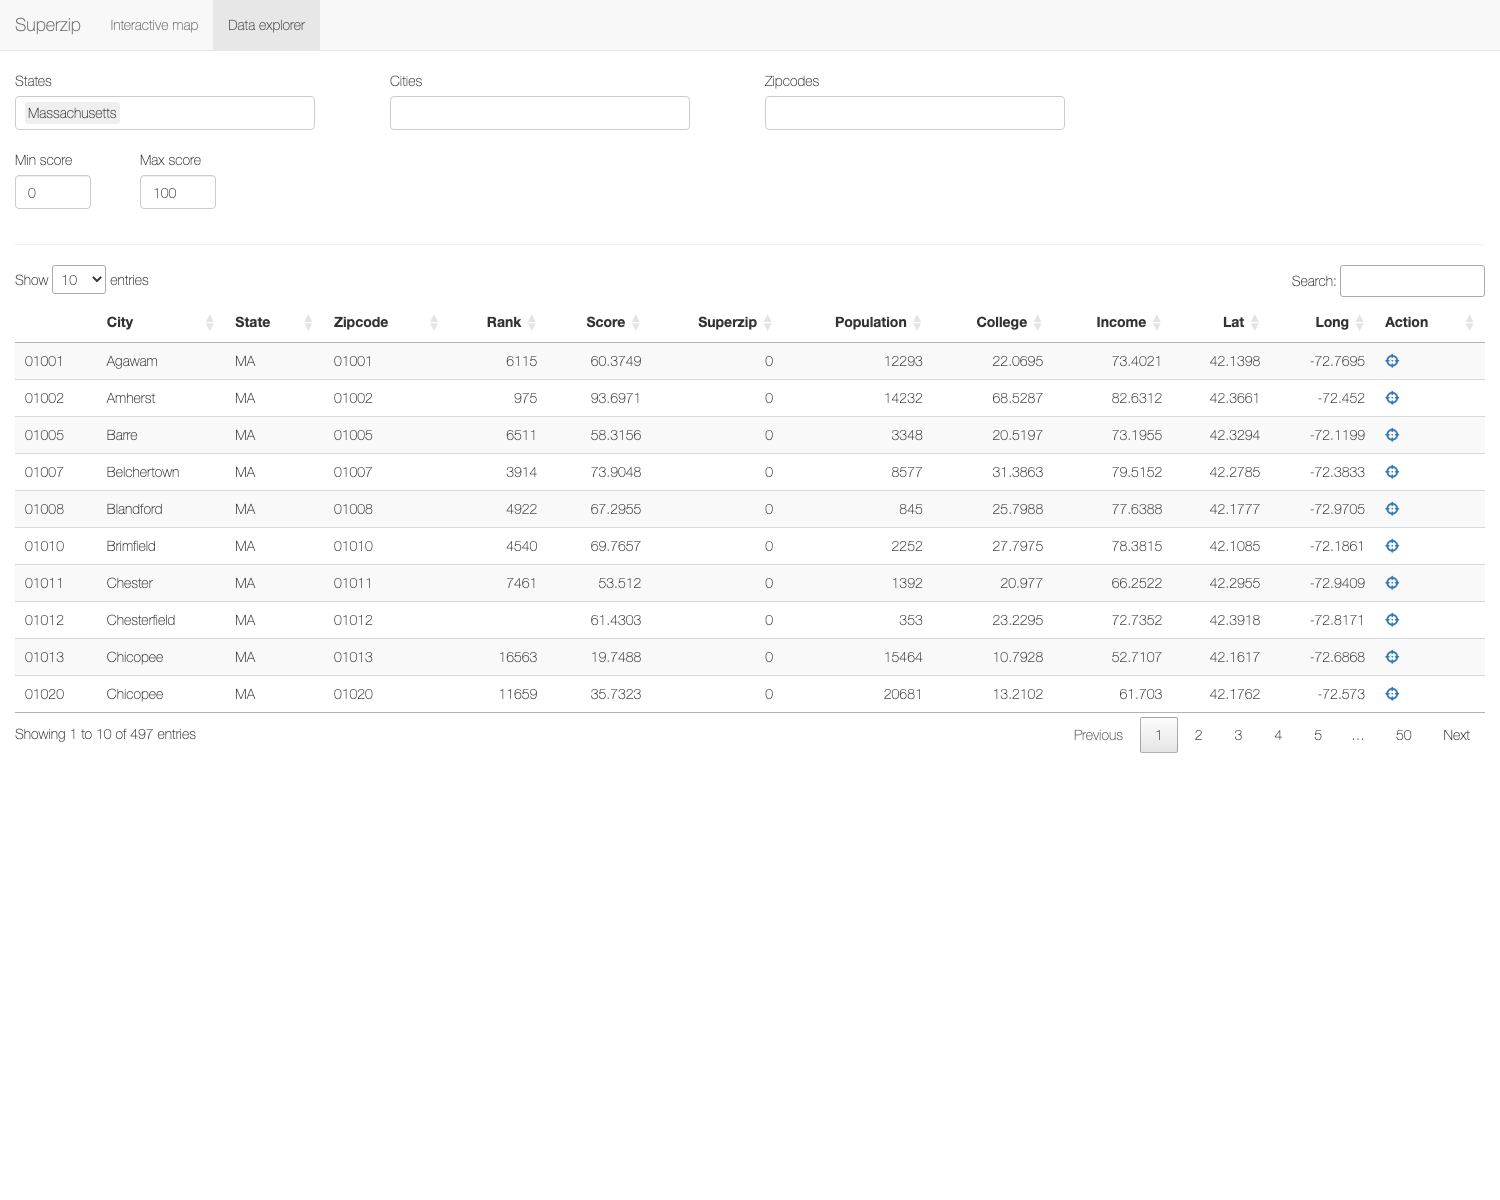 Superzip Interactive map Data explorer
States Cities Zipcodes
Massachusetts
Min score Max score
0 100
Show 10 entries Search:
City State Zipcode Rank Score Superzip Population College Income Lat Long Action
01001 Agawam MA 01001 6115 60.3749 0 12293 22.0695 73.4021 42.1398 -72.7695
01002 Amherst MA 01002 975 93.6971 0 14232 68.5287 82.6312 42.3661 -72.452
01005 Barre MA 01005 6511 58.3156 0 3348 20.5197 73.1955 42.3294 -72.1199
01007 Belchertown MA 01007 3914 73.9048 0 8577 31.3863 79.5152 42.2785 -72.3833
01008 Blandford MA 01008 4922 67.2955 0 845 25.7988 77.6388 42.1777 -72.9705
01010 Brimfield MA 01010 4540 69.7657 0 2252 27.7975 78.3815 42.1085 -72.1861
01011 Chester MA 01011 7461 53.512 0 1392 20.977 66.2522 42.2955 -72.9409
01012 Chesterfield MA 01012 61.4303 0 353 23.2295 72.7352 42.3918 -72.8171
01013 Chicopee MA 01013 16563 19.7488 0 15464 10.7928 52.7107 42.1617 -72.6868
01020 Chicopee MA 01020 11659 35.7323 0 20681 13.2102 61.703 42.1762 -72.573
Showing 1 to 10 of 497 entries Previous 1 2 3 4 5 … 50 Next